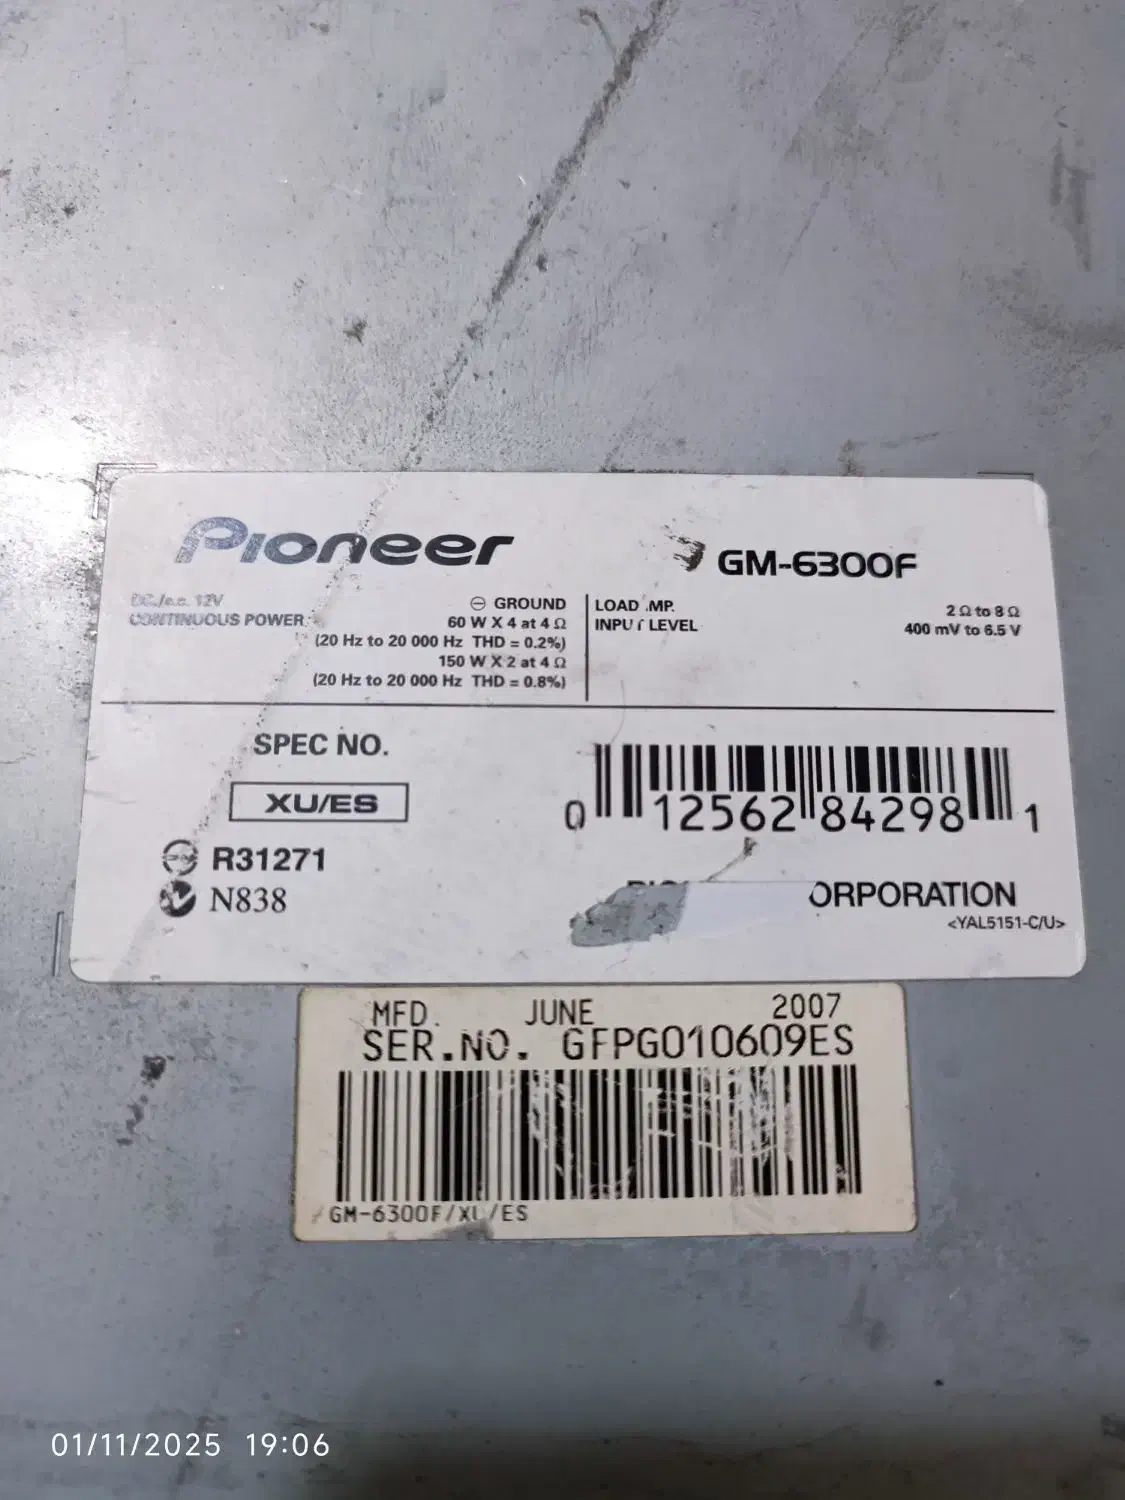 Pioneer
GM-6300F
DC./c.c. 12V
⊖ GROUND
CONTINUOUS POWER
60 W X 4 at 4 Ω
(20 Hz to 20 000 Hz THD = 0.2%)
150 W X 2 at 4 Ω
(20 Hz to 20 000 Hz THD = 0.8%)
LOAD MP. 2 Ω to 8 Ω
INPUT LEVEL 400 mV to 6.5 V
SPEC NO.
XU/ES
0 12562 84298 1
R31271
N838
ORPORATION
<YAL5151-C/U>
MFD. JUNE 2007
SER.NO. GFPG010609ES
GM-6300F/XU/ES
01/11/2025 19:06